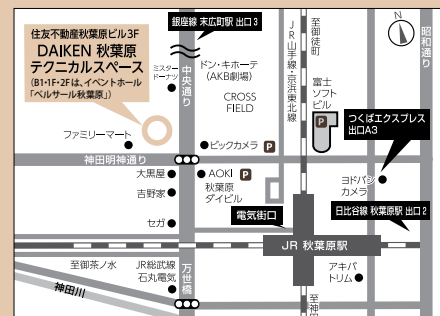 住友不動産秋葉原ビル3F
DAIKEN 秋葉原
テクニカルスペース
(B1・1F・2Fは、イベントホール
「ベルサール秋葉原」)
銀座線 末広町駅 出口3
ミスター
ドーナツ
中央通り
ドン・キホーテ
(AKB劇場)
CROSS
FIELD
JR山手線・京浜東北線
至御徒町
富士
ソフト
ビル
P
N
昭和通り
つくばエクスプレス
出口A3
ファミリーマート
ビックカメラ P
神田明神通り
大黒屋
吉野家
セガ
AOKI P
秋葉原
ダイビル
電気街口
ヨドバシ
カメラ
日比谷線 秋葉原駅 出口2
JR 秋葉原駅
至御茶ノ水
神田川
JR総武線
石丸電気
万世橋
アキバ
トリム
至神田